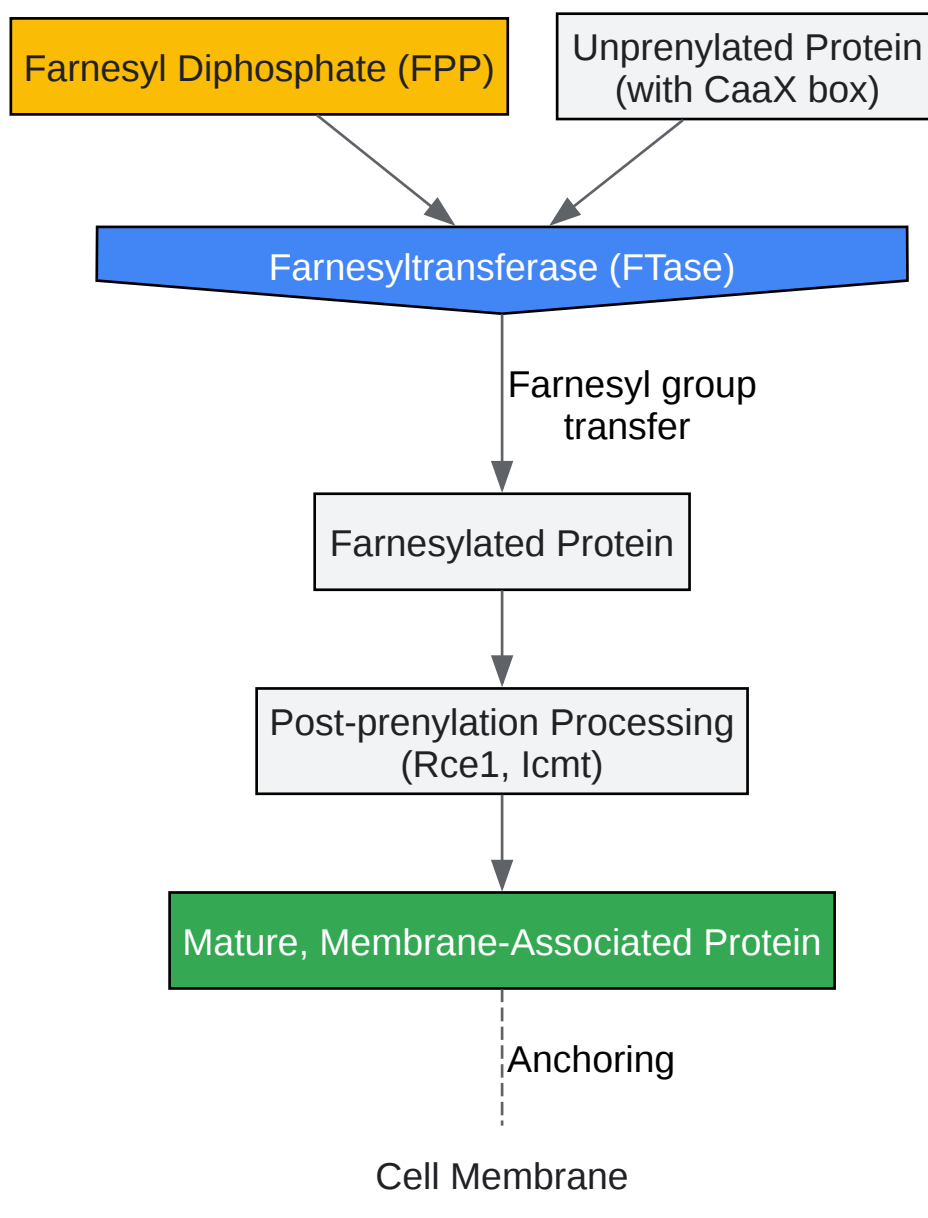 Farnesyl Diphosphate (FPP)
Unprenylated Protein
(with CaaX box)
Farnesyltransferase (FTase)
Farnesyl group
transfer
Farnesylated Protein
Post-prenylation Processing
(Rce1, Icmt)
Mature, Membrane-Associated Protein
Anchoring
Cell Membrane